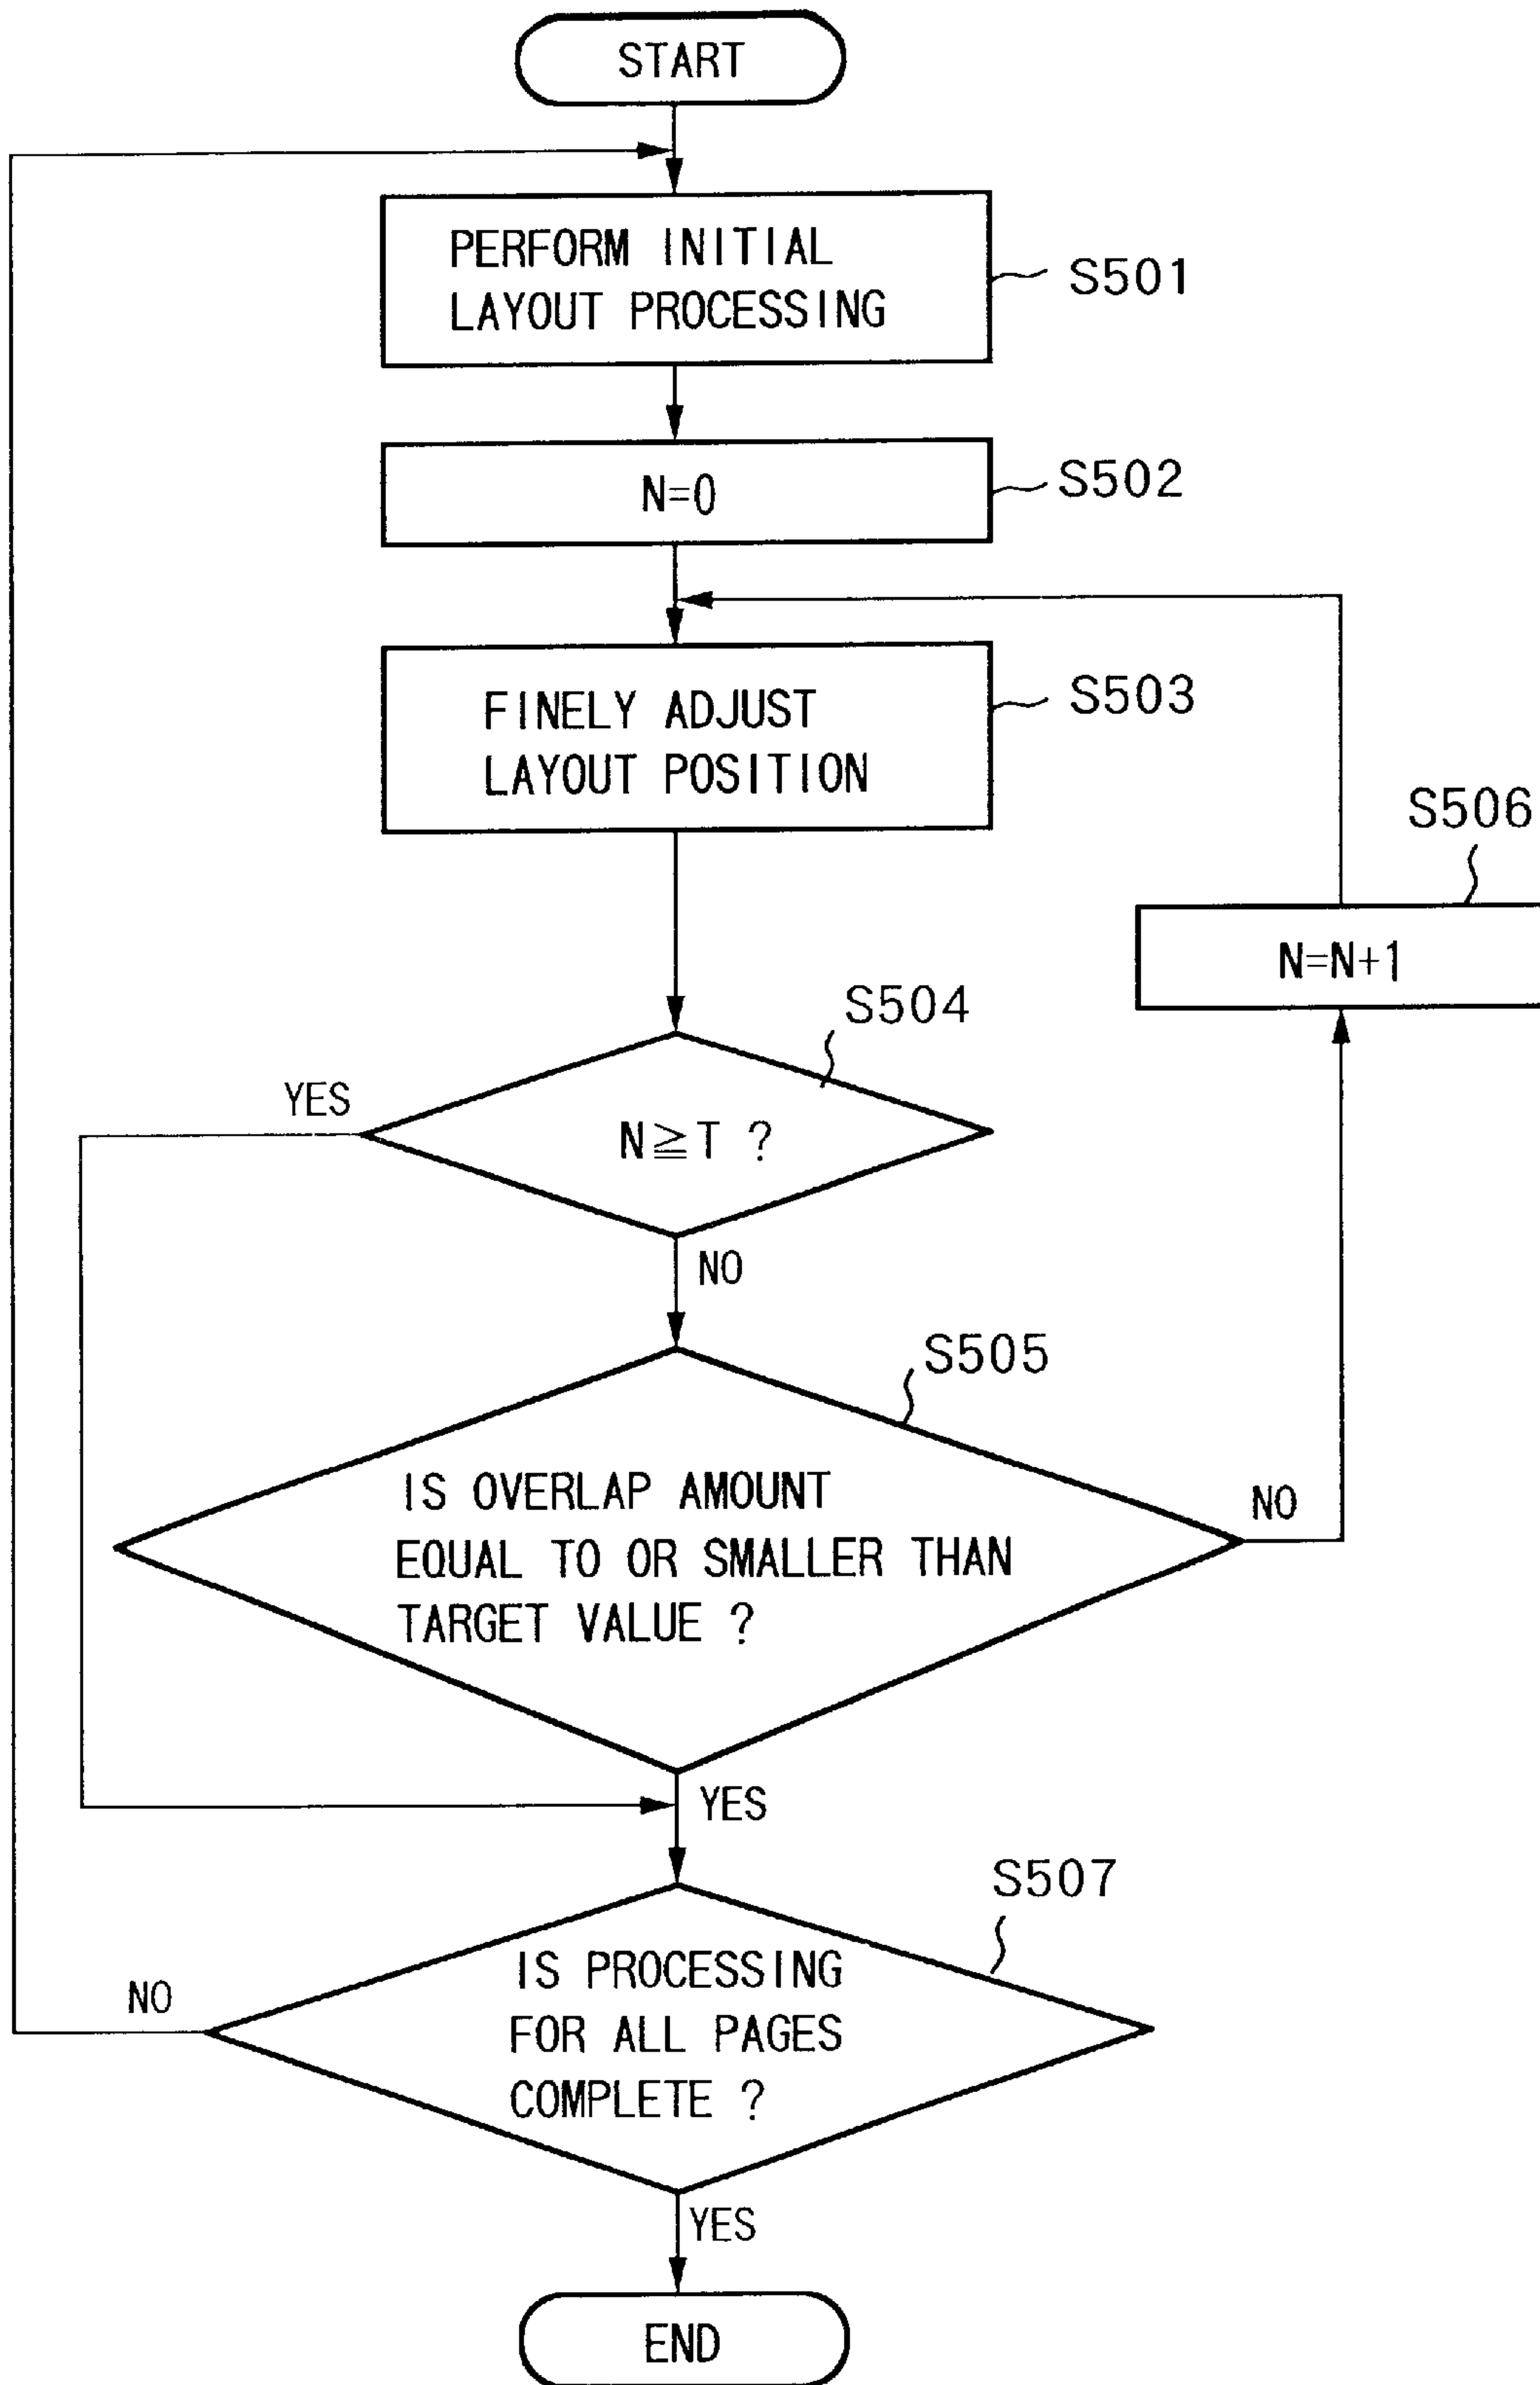 START
PERFORM INITIAL
LAYOUT PROCESSING
S501
N=0
S502
FINELY ADJUST
LAYOUT POSITION
S503
S506
N=N+1
S504
YES
N≧T ?
NO
S505
IS OVERLAP AMOUNT
EQUAL TO OR SMALLER THAN
TARGET VALUE ?
NO
YES
S507
IS PROCESSING
FOR ALL PAGES
COMPLETE ?
NO
YES
END